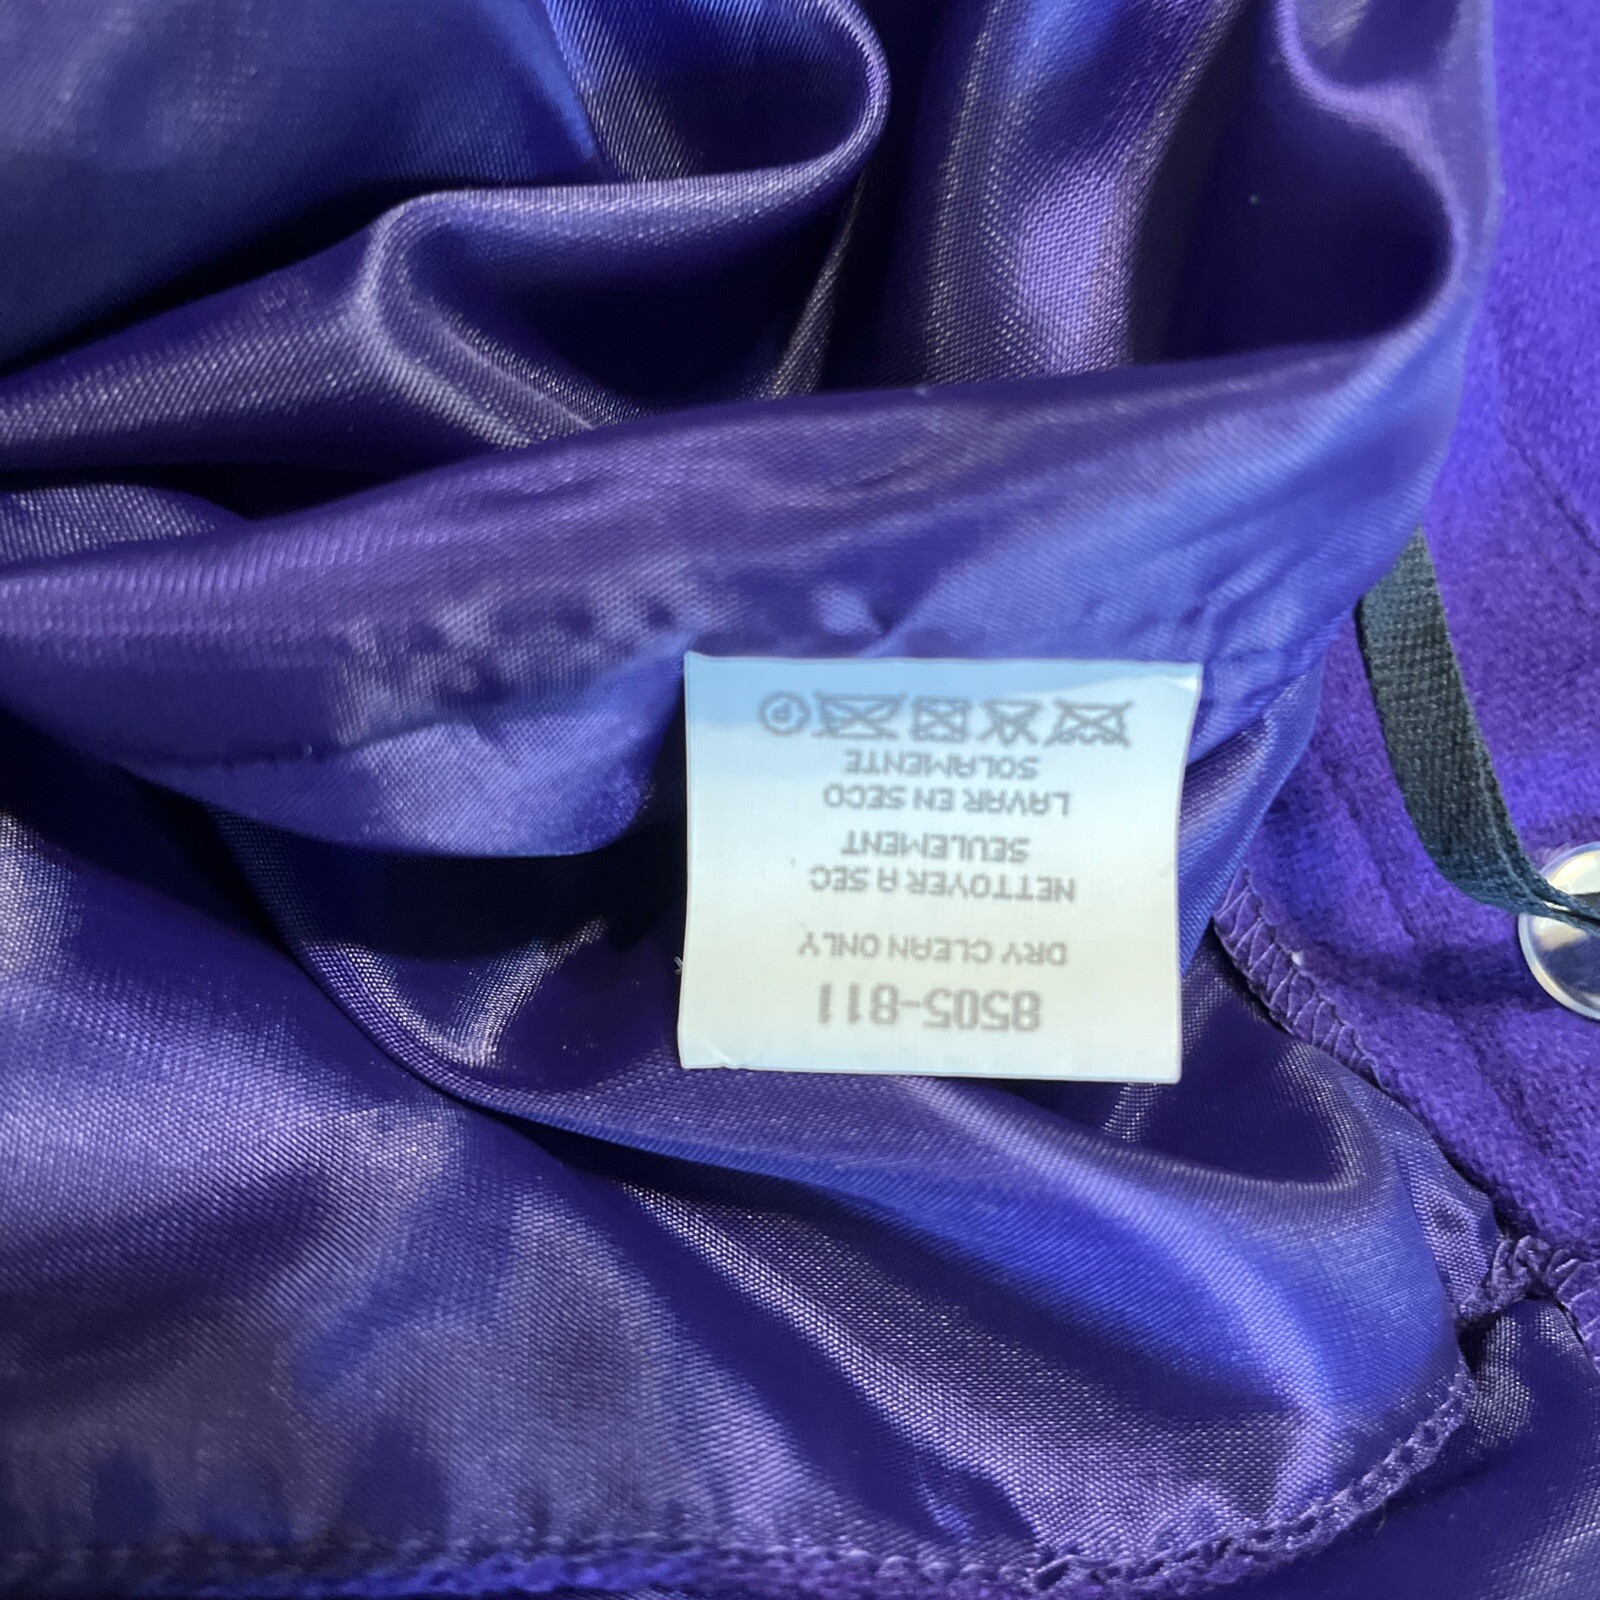 8505-811
DRY CLEAN ONLY
NETTOYER A SEC
SEULEMENT
LAVAR EN SECO
SOLAMENTE
P